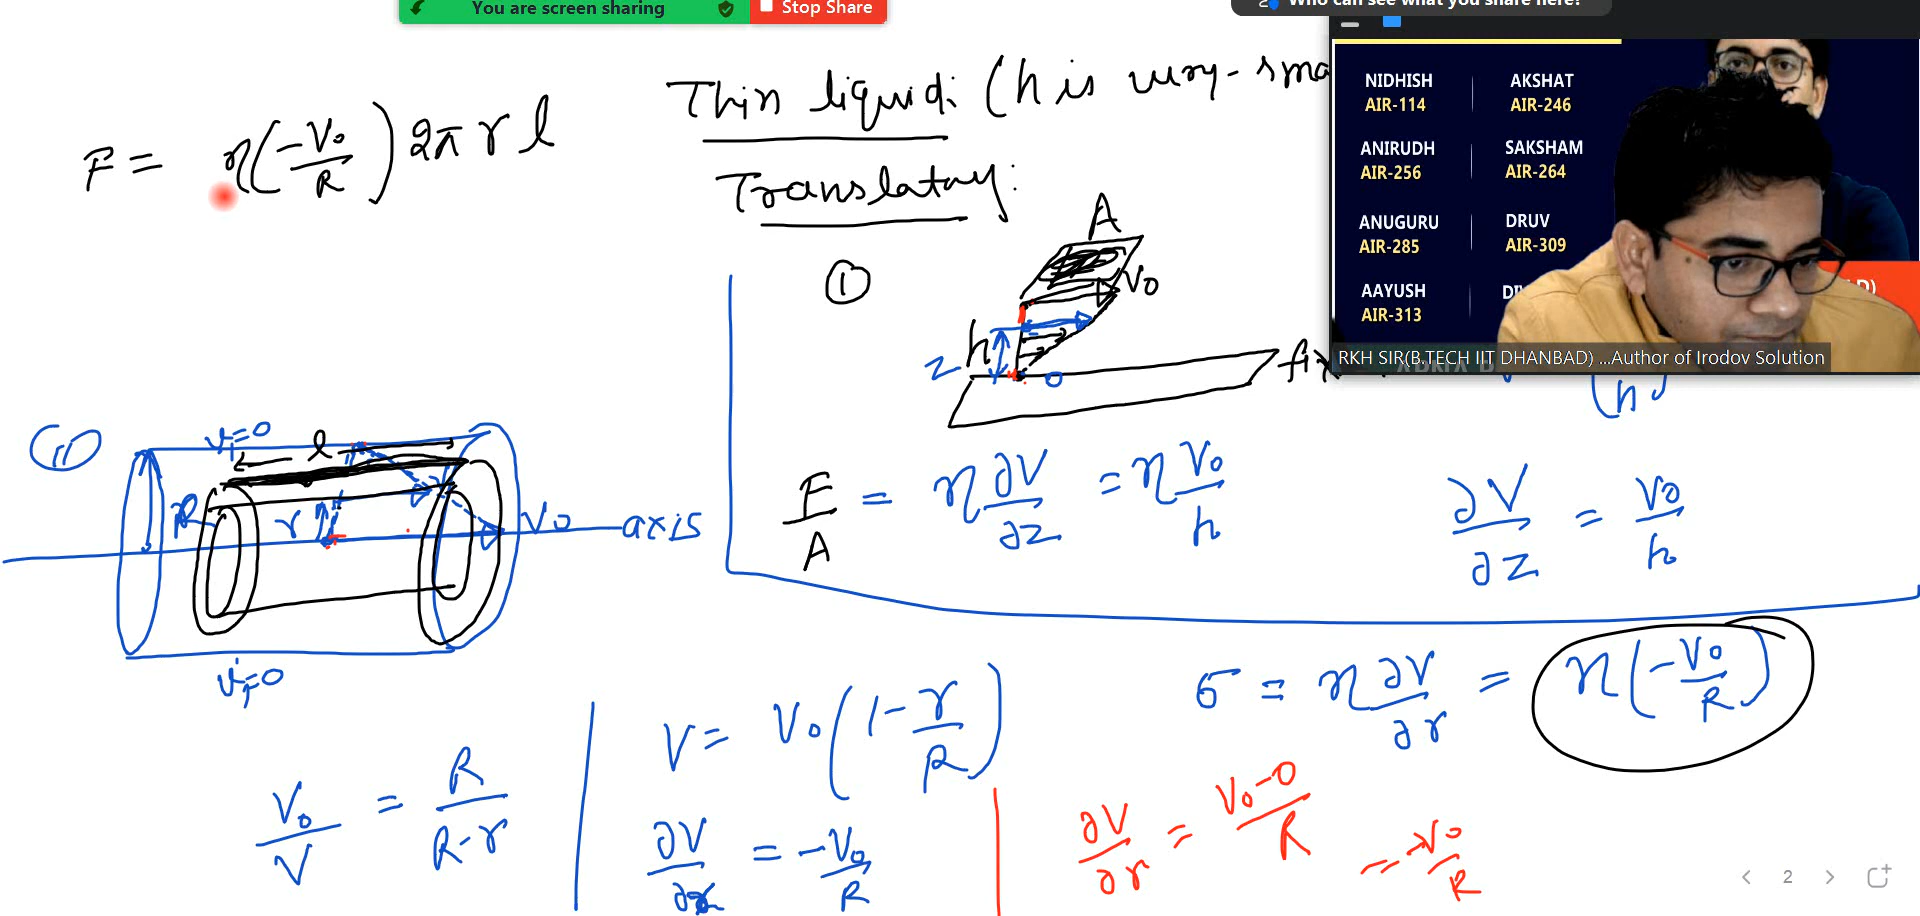 You are screen sharing
Stop Share
Who can see what you share here?
F = η(-V₀/R) 2π r l
Thin liquid: (h is very-sma
Translatory:
①
A
V₀
h
z
0
fix
(h)
NIDHISH
AIR-114
AKSHAT
AIR-246
ANIRUDH
AIR-256
SAKSHAM
AIR-264
ANUGURU
AIR-285
DRUV
AIR-309
AAYUSH
AIR-313
RKH SIR(B.TECH IIT DHANBAD) ...Author of Irodov Solution
F/A = η ∂V/∂z = η V₀/h
∂V/∂z = V₀/h
(ii)
V=0
l
R
r
V₀
axis
V=0
σ = η ∂V/∂r = η(-V₀/R)
V₀/V = R/(R-r)
V = V₀(1 - r/R)
∂V/∂r = -V₀/R
∂V/∂r = (V₀-0)/R = -V₀/R
2